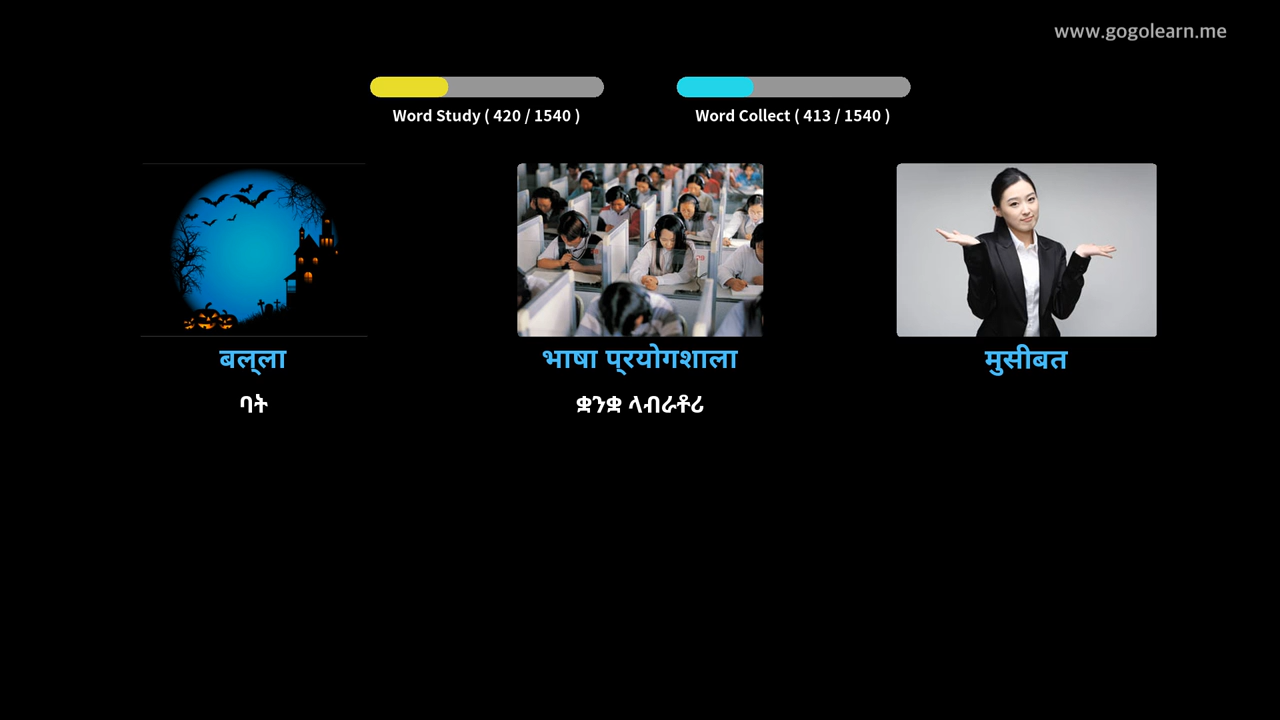 www.gogolearn.me
Word Study ( 420 / 1540 )
Word Collect ( 413 / 1540 )
बल्ला
भाषा प्रयोगशाला
मुसीबत
ባት
ቋንቋ ላብራቶሪ